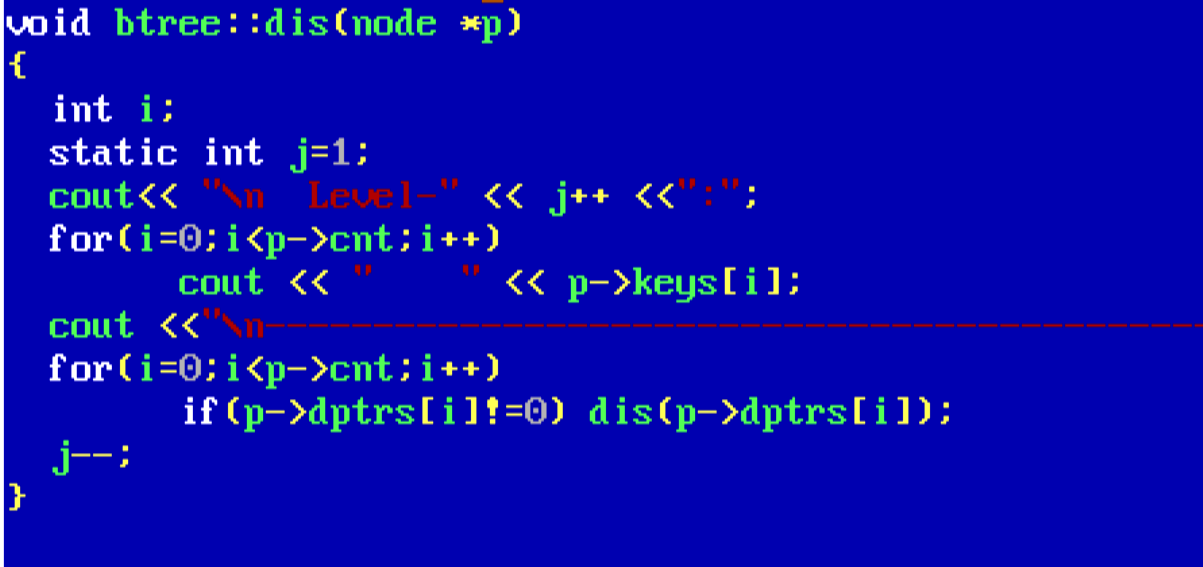 void btree::dis(node *p)
{
int i;
static int j=1;
cout<< "\n  Level-" << j++ <<":";
for(i=0;i<p->cnt;i++)
cout << "    " << p->keys[i];
cout <<"\n--------------------------------------------
for(i=0;i<p->cnt;i++)
if(p->dptrs[i]!=0) dis(p->dptrs[i]);
j--;
}